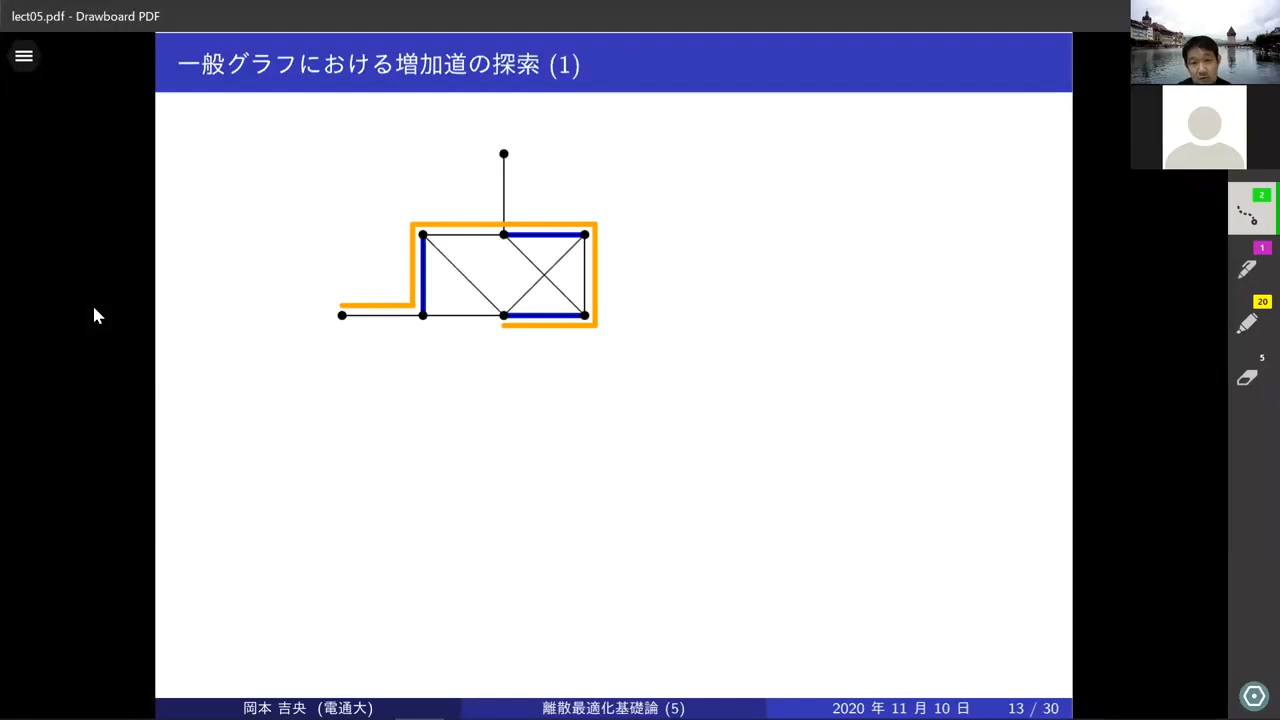 lect05.pdf - Drawboard PDF
一般グラフにおける増加道の探索 (1)
2
1
20
5
岡本 吉央 (電通大)
離散最適化基礎論 (5)
2020 年 11 月 10 日
13 / 30